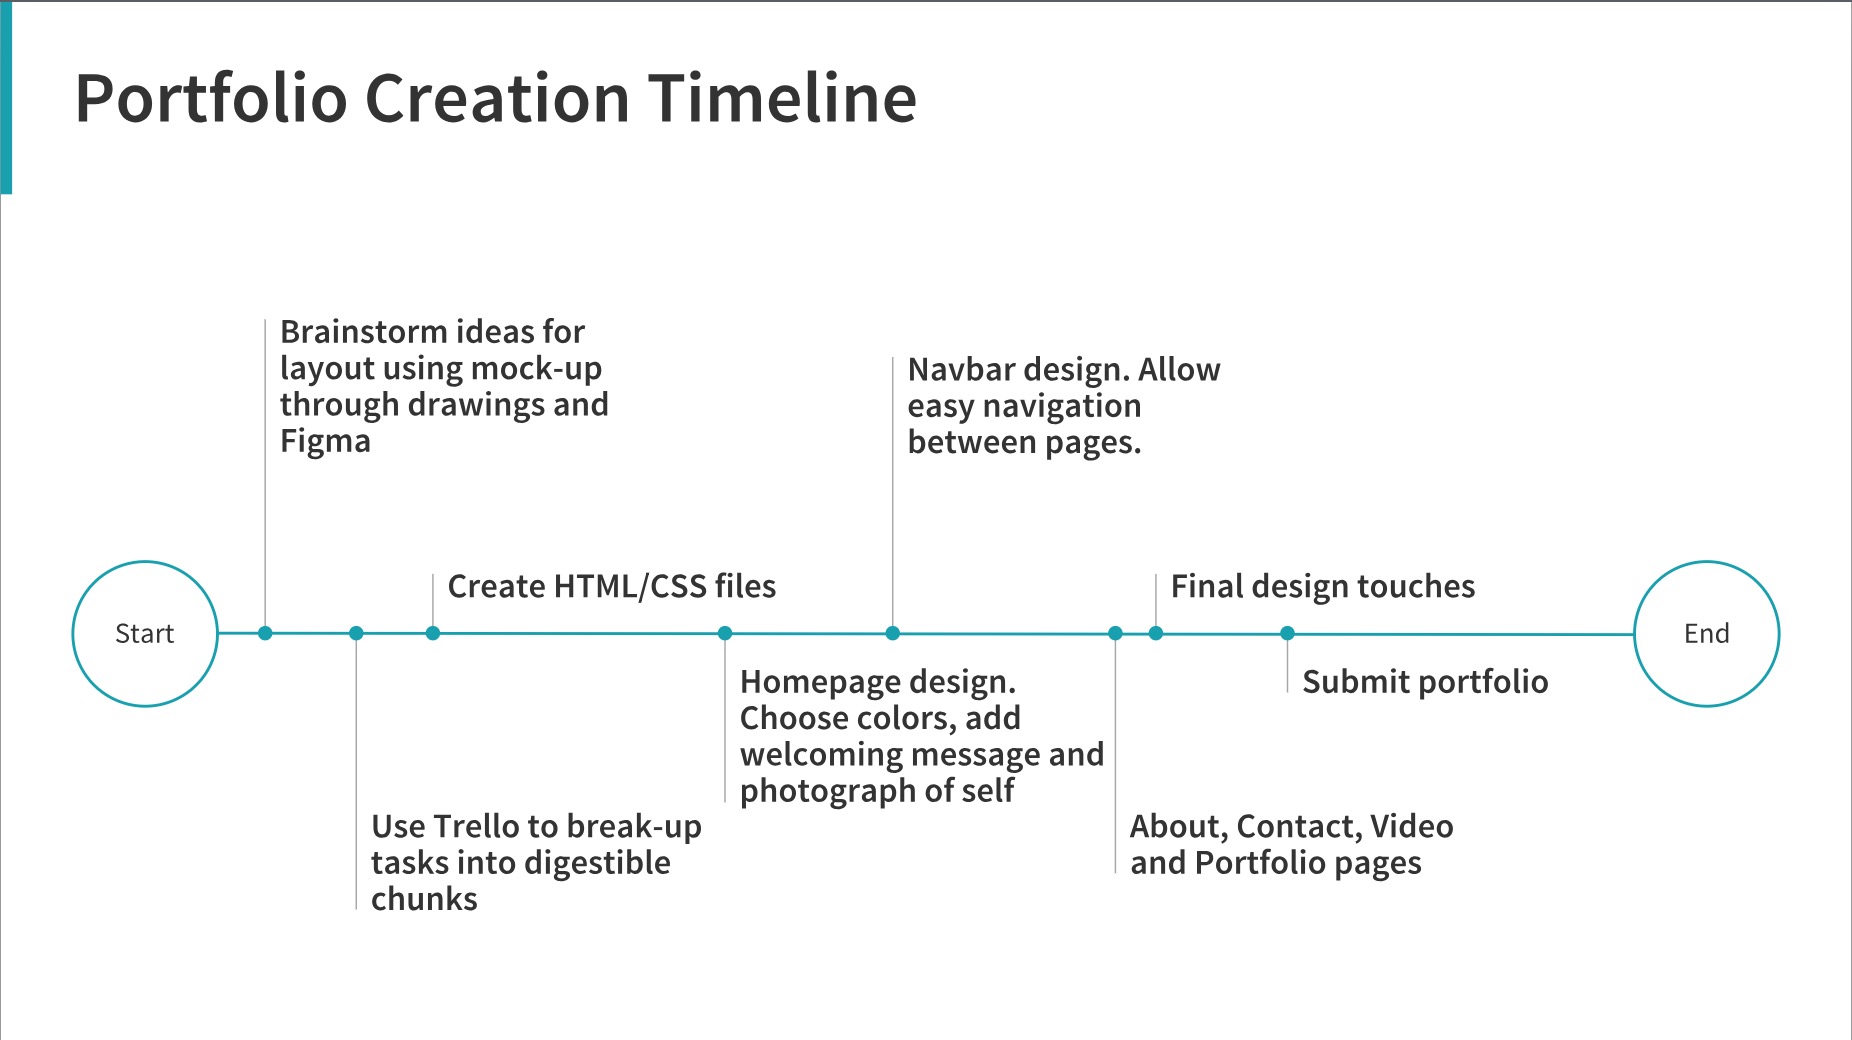 Portfolio Creation Timeline
Brainstorm ideas for
layout using mock-up
through drawings and
Figma
Navbar design. Allow
easy navigation
between pages.
Create HTML/CSS files
Final design touches
Start
End
Homepage design.
Choose colors, add
welcoming message and
photograph of self
Submit portfolio
Use Trello to break-up
tasks into digestible
chunks
About, Contact, Video
and Portfolio pages